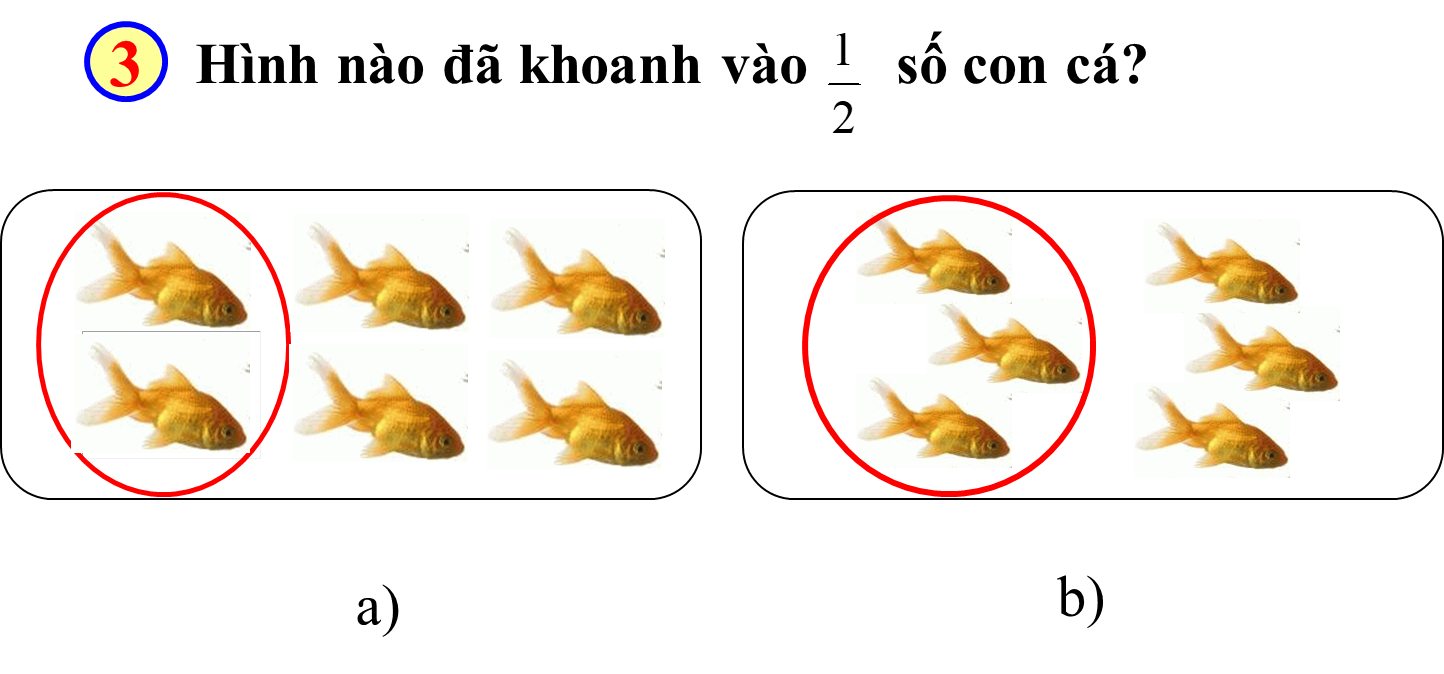 3 Hình nào đã khoanh vào 1/2 số con cá?
a)
b)